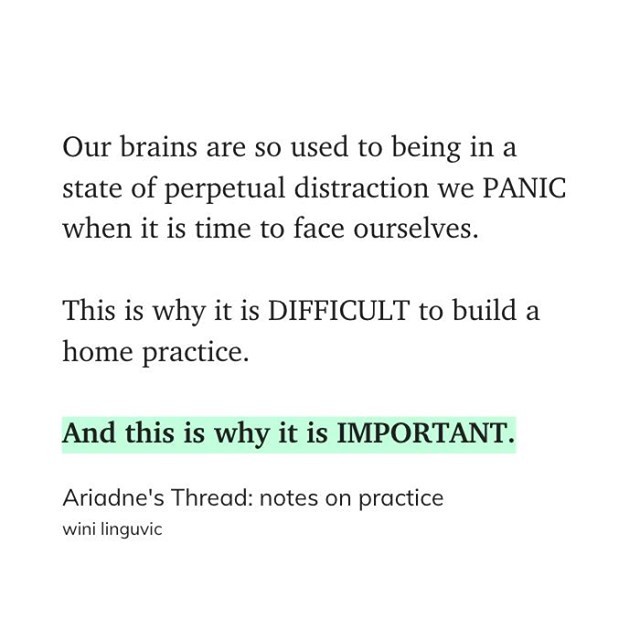 Our brains are so used to being in a
state of perpetual distraction we PANIC
when it is time to face ourselves.
This is why it is DIFFICULT to build a
home practice.
And this is why it is IMPORTANT.
Ariadne's Thread: notes on practice
wini linguvic